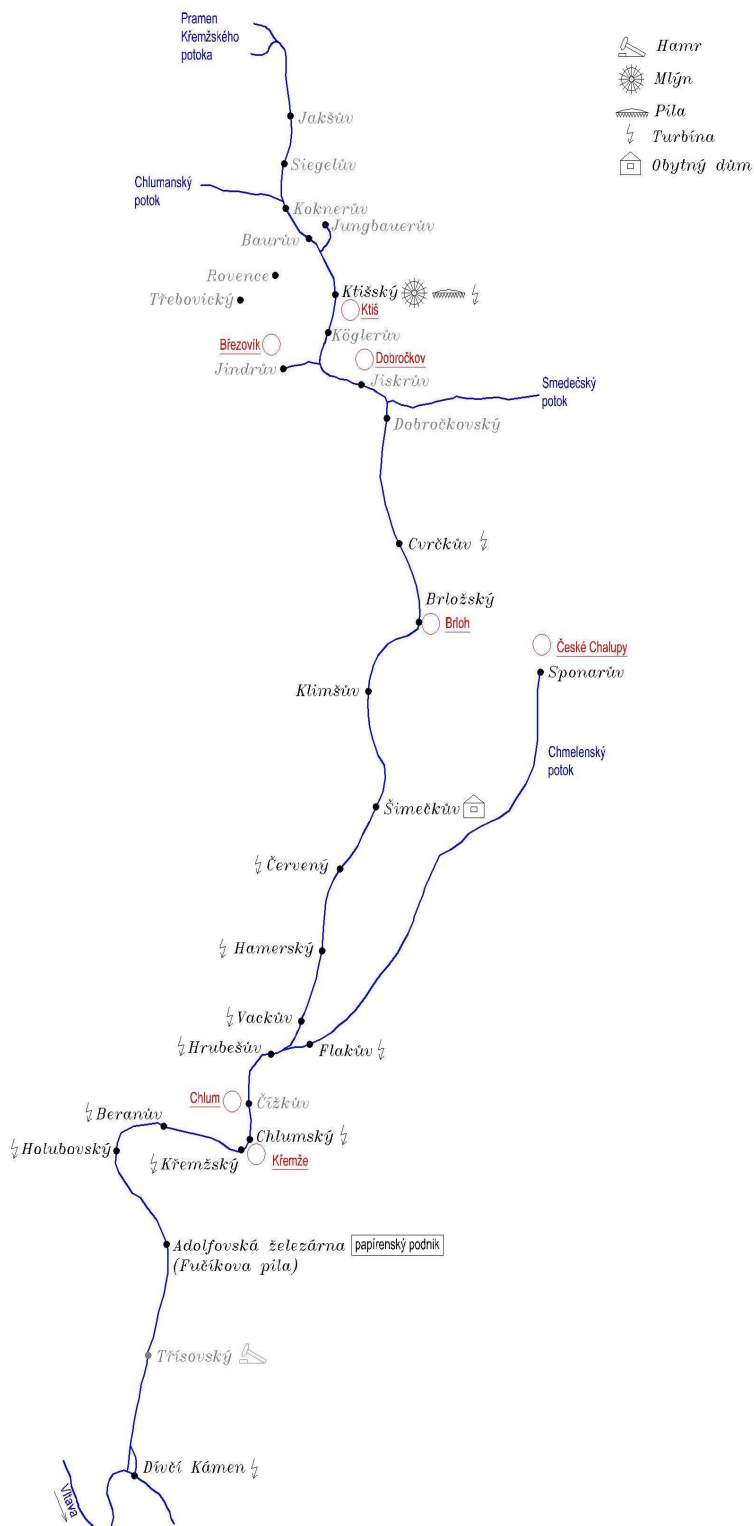 Pramen
Křemžského
potoka
Hamr
Mlýn
Pila
Turbína
Obytný dům
Jakšův
Siegelův
Chlumanský
potok
Koknerův
Jungbauerův
Baurův
Rovence
Třebovický
Ktišský
Ktiš
Köglerův
Březovík
Dobročkov
Jindrův
Jiskrův
Smedečský
potok
Dobročkovský
Cvrčkův
Brložský
Brloh
České Chalupy
Sponarův
Klimšův
Chmelenský
potok
Šimečkův
Červený
Hamerský
Vackův
Hrubešův
Flakův
Chlum
Čížkův
Beranův
Chlumský
Holubovský
Křemžský
Křemže
Adolfovská železárna
papírenský podnik
(Fučíkova pila)
Třísovský
Dívčí Kámen
Vltava